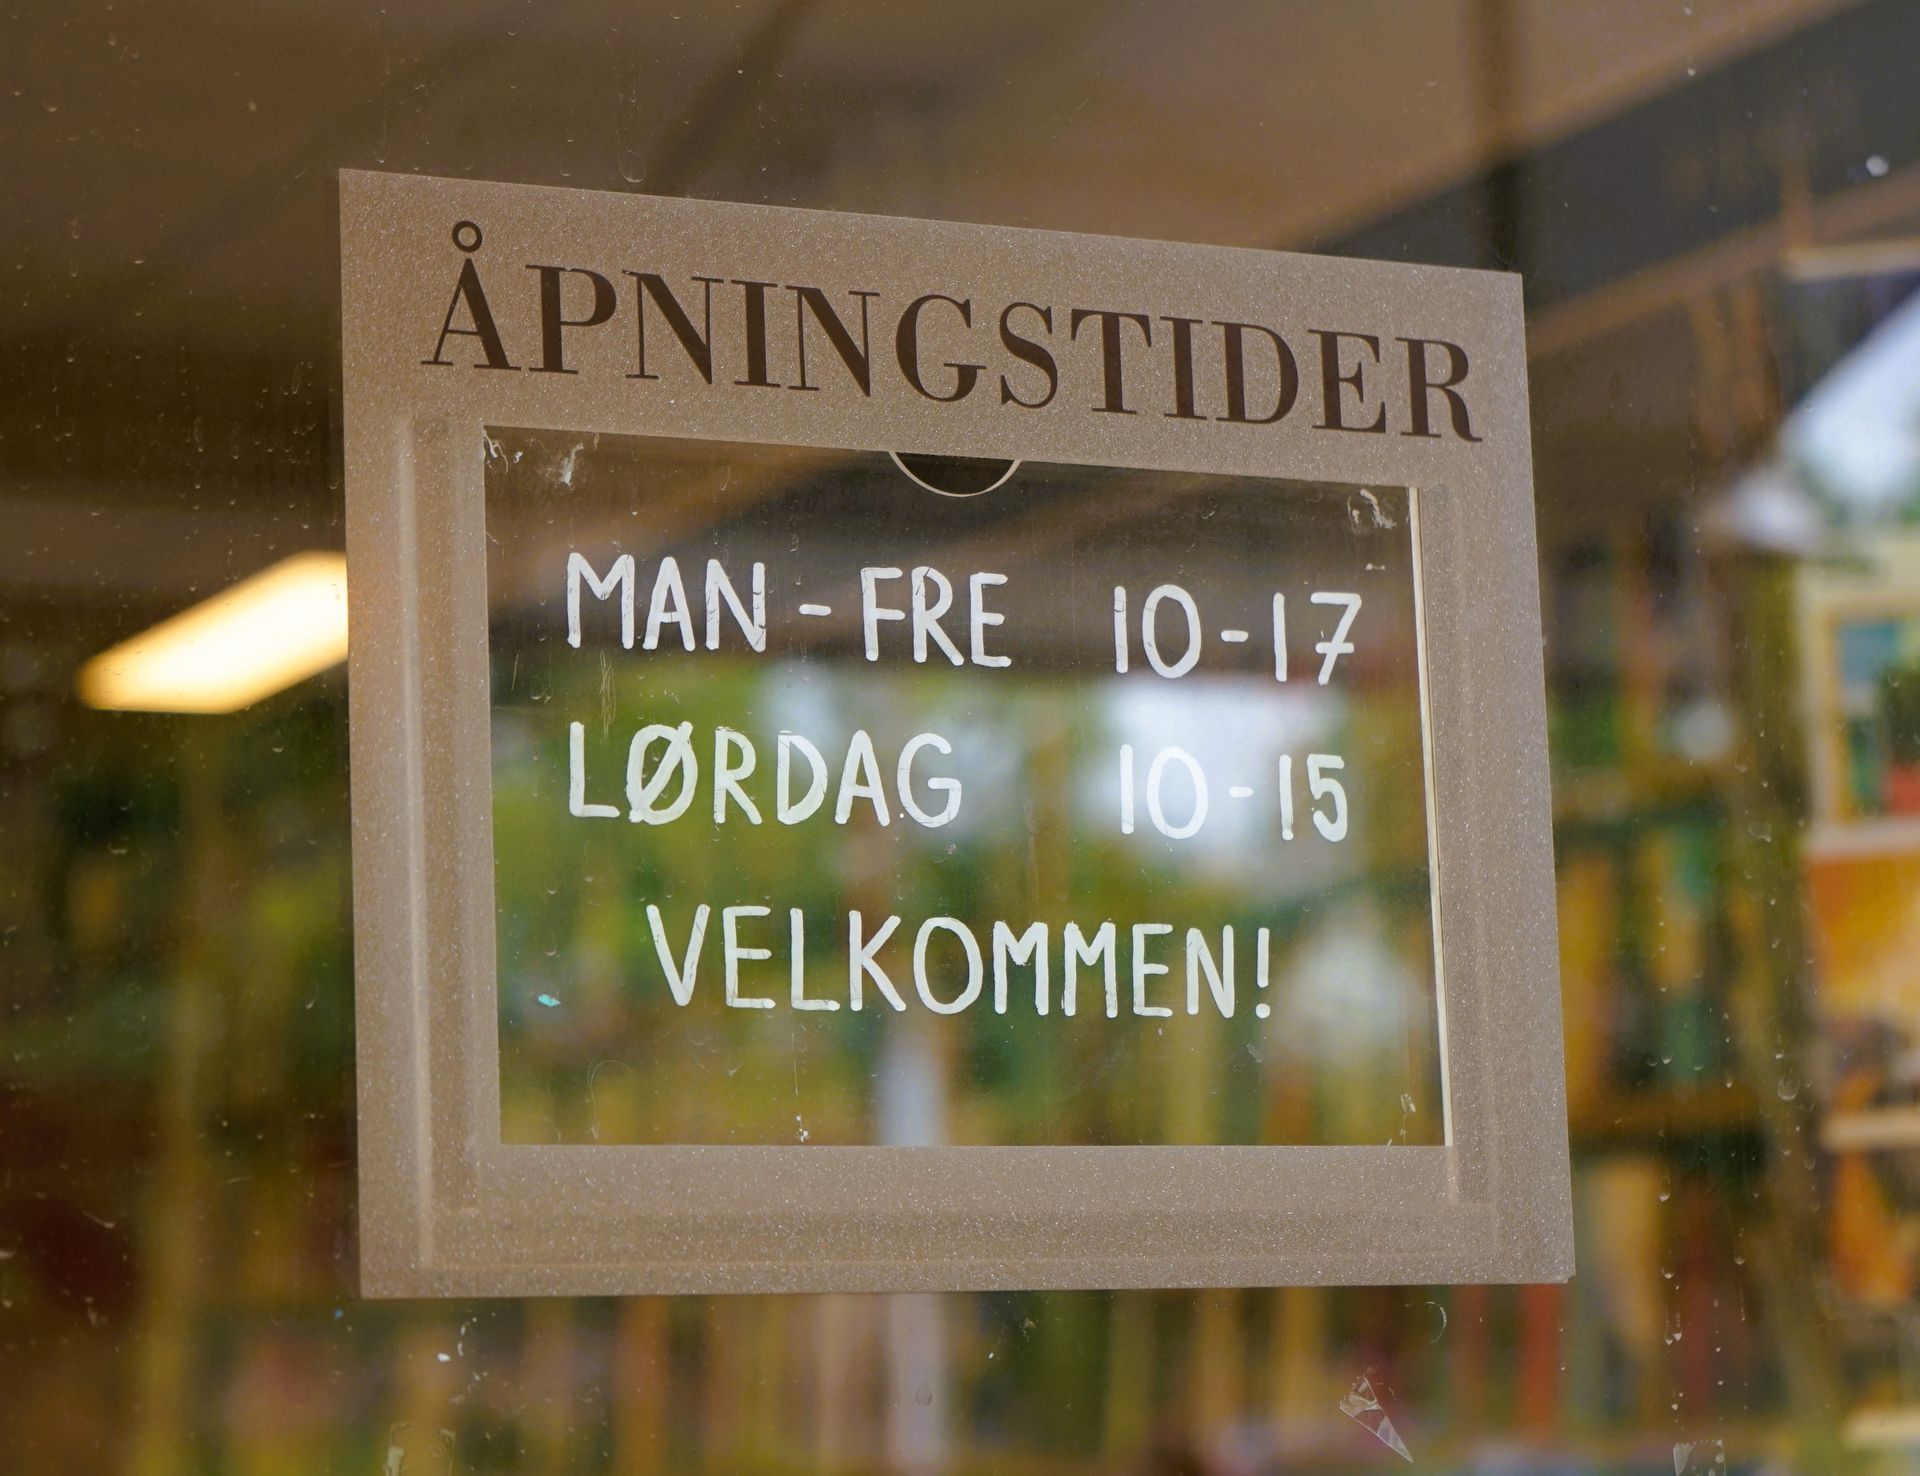 ÅPNINGSTIDER
MAN - FRE 10 - 17
LØRDAG 10 - 15
VELKOMMEN!